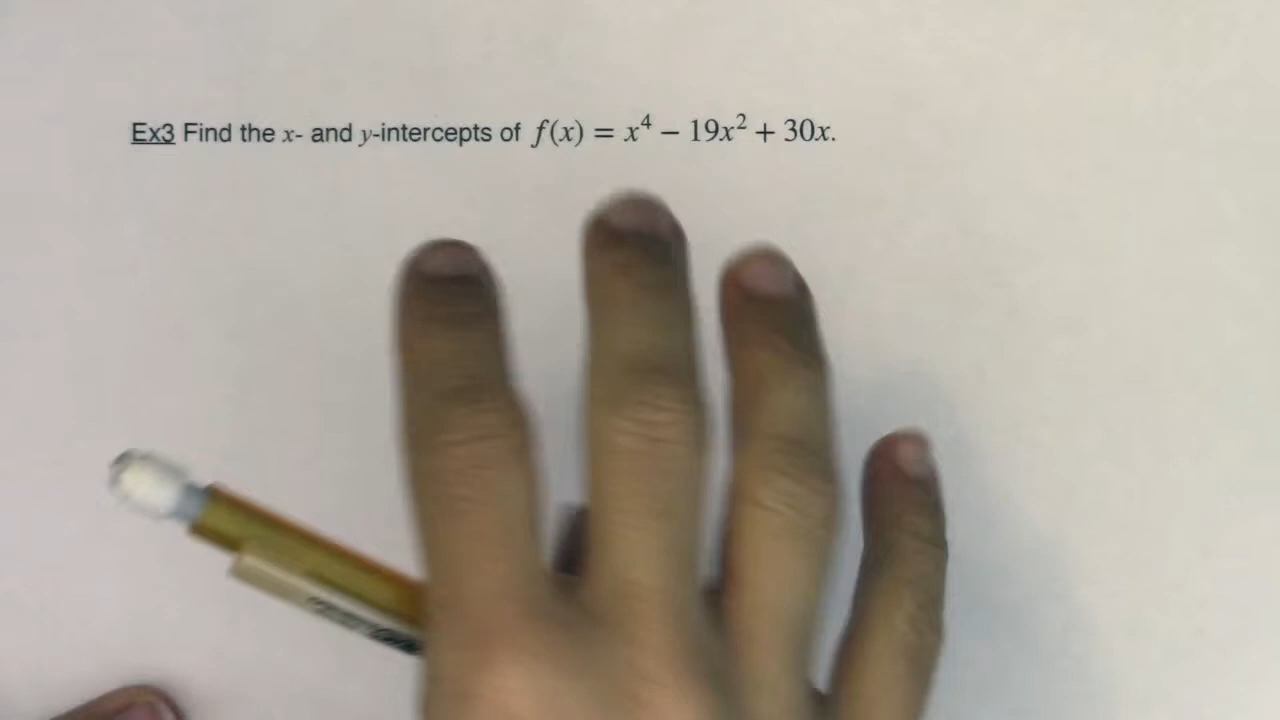 Ex3 Find the x- and y-intercepts of f(x) = x⁴ − 19x² + 30x.